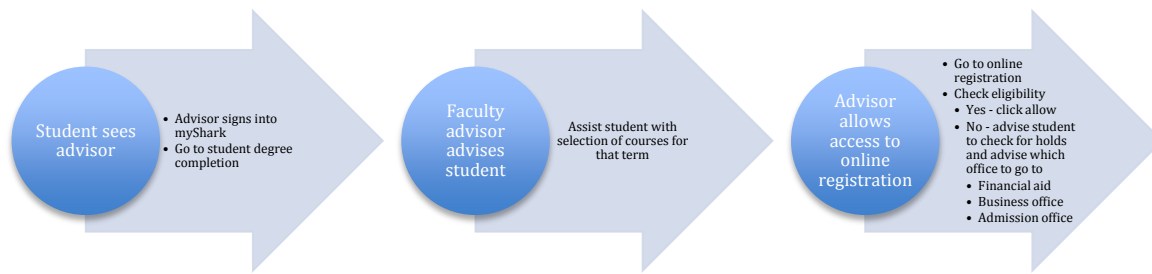 Student sees
advisor
• Advisor signs into
myShark
• Go to student degree
completion
Faculty
advisor
advises
student
Assist student with
selection of courses for
that term
Advisor
allows
access to
online
registration
• Go to online
registration
• Check eligibility
• Yes - click allow
• No - advise student
to check for holds
and advise which
office to go to
• Financial aid
• Business office
• Admission office